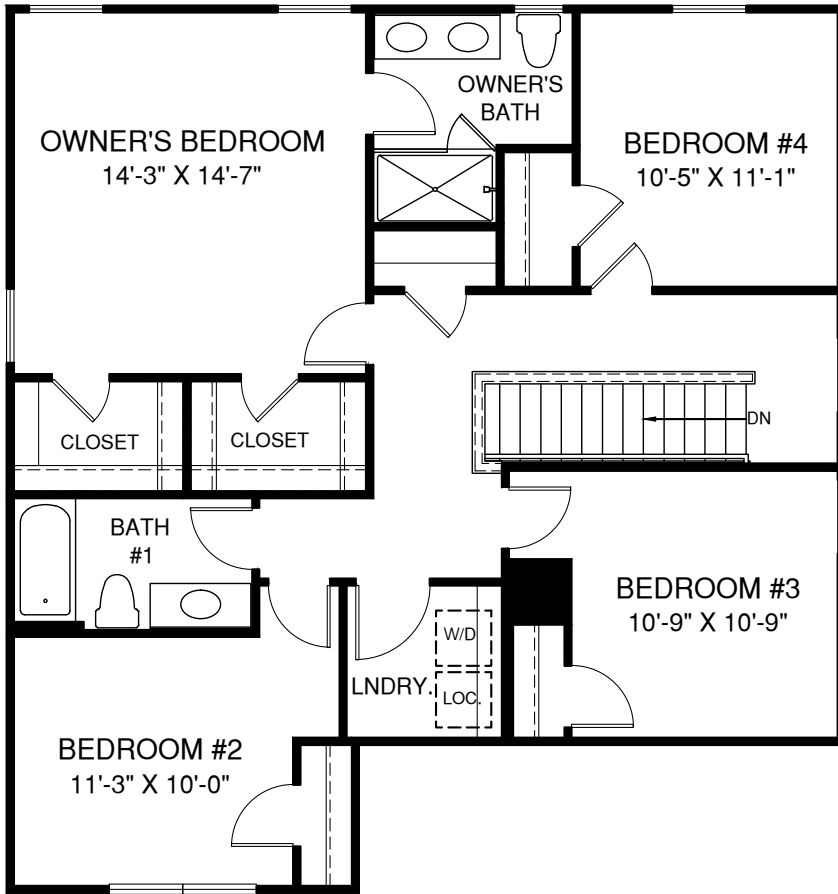 OWNER'S
BATH
OWNER'S BEDROOM
14'-3" X 14'-7"
BEDROOM #4
10'-5" X 11'-1"
CLOSET
CLOSET
DN
BATH
#1
BEDROOM #3
10'-9" X 10'-9"
W/D
LNDRY.
LOC.
BEDROOM #2
11'-3" X 10'-0"